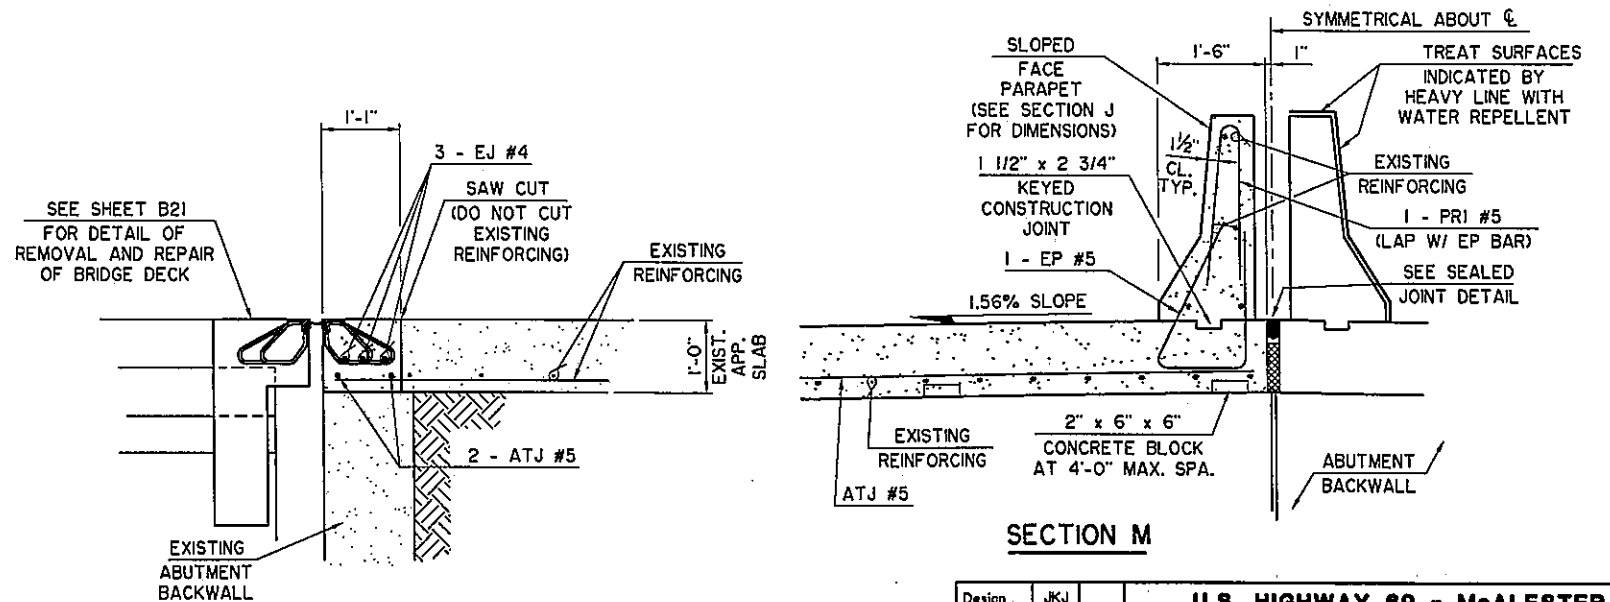 SYMMETRICAL ABOUT ℄
1'-6"
1"
SLOPED
FACE
PARAPET
(SEE SECTION J
FOR DIMENSIONS)
TREAT SURFACES
INDICATED BY
HEAVY LINE WITH
WATER REPELLENT
1'-1"
3 - EJ #4
SAW CUT
(DO NOT CUT
EXISTING
REINFORCING)
SEE SHEET B21
FOR DETAIL OF
REMOVAL AND REPAIR
OF BRIDGE DECK
EXISTING
REINFORCING
1'-0"
EXIST.
APP.
SLAB
2 - ATJ #5
EXISTING
ABUTMENT
BACKWALL
1½"
CL.
TYP.
1 1/2" x 2 3/4"
KEYED
CONSTRUCTION
JOINT
1 - EP #5
1.56% SLOPE
EXISTING
REINFORCING
1 - PR1 #5
(LAP W/ EP BAR)
SEE SEALED
JOINT DETAIL
EXISTING
REINFORCING
2" x 6" x 6"
CONCRETE BLOCK
AT 4'-0" MAX. SPA.
ATJ #5
ABUTMENT
BACKWALL
SECTION M
Design JKJ
U.S. HIGHWAY 69 - McALESTER